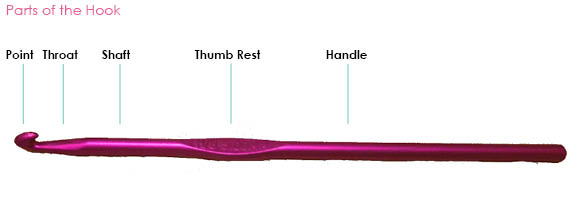 Parts of the Hook
Point Throat Shaft Thumb Rest Handle